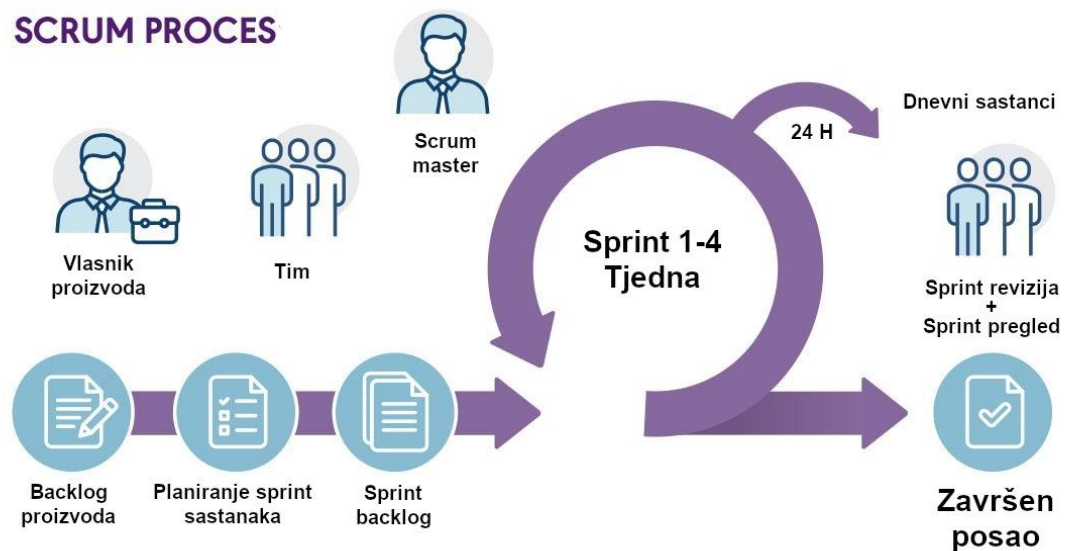 SCRUM PROCES
Scrum
master
Vlasnik
proizvoda
Tim
Dnevni sastanci
24 H
Sprint 1-4
Tjedna
Sprint revizija
+
Sprint pregled
Backlog
proizvoda
Planiranje sprint
sastanaka
Sprint
backlog
Završen
posao